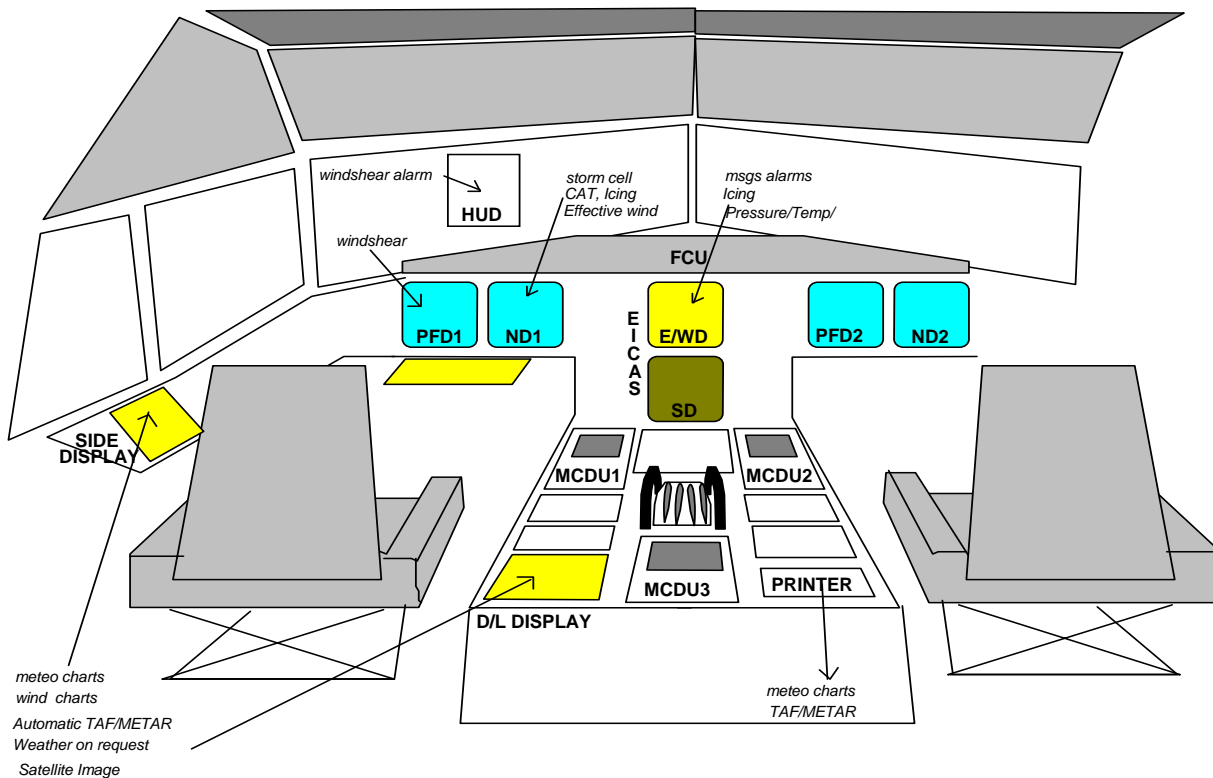 windshear alarm
HUD
storm cell
CAT, Icing
Effective wind
msgs alarms
Icing
Pressure/Temp/
windshear
FCU
PFD1
ND1
EICAS
E/WD
PFD2
ND2
SD
SIDE
DISPLAY
MCDU1
MCDU2
MCDU3
PRINTER
D/L DISPLAY
meteo charts
wind charts
Automatic TAF/METAR
Weather on request
Satellite Image
meteo charts
TAF/METAR